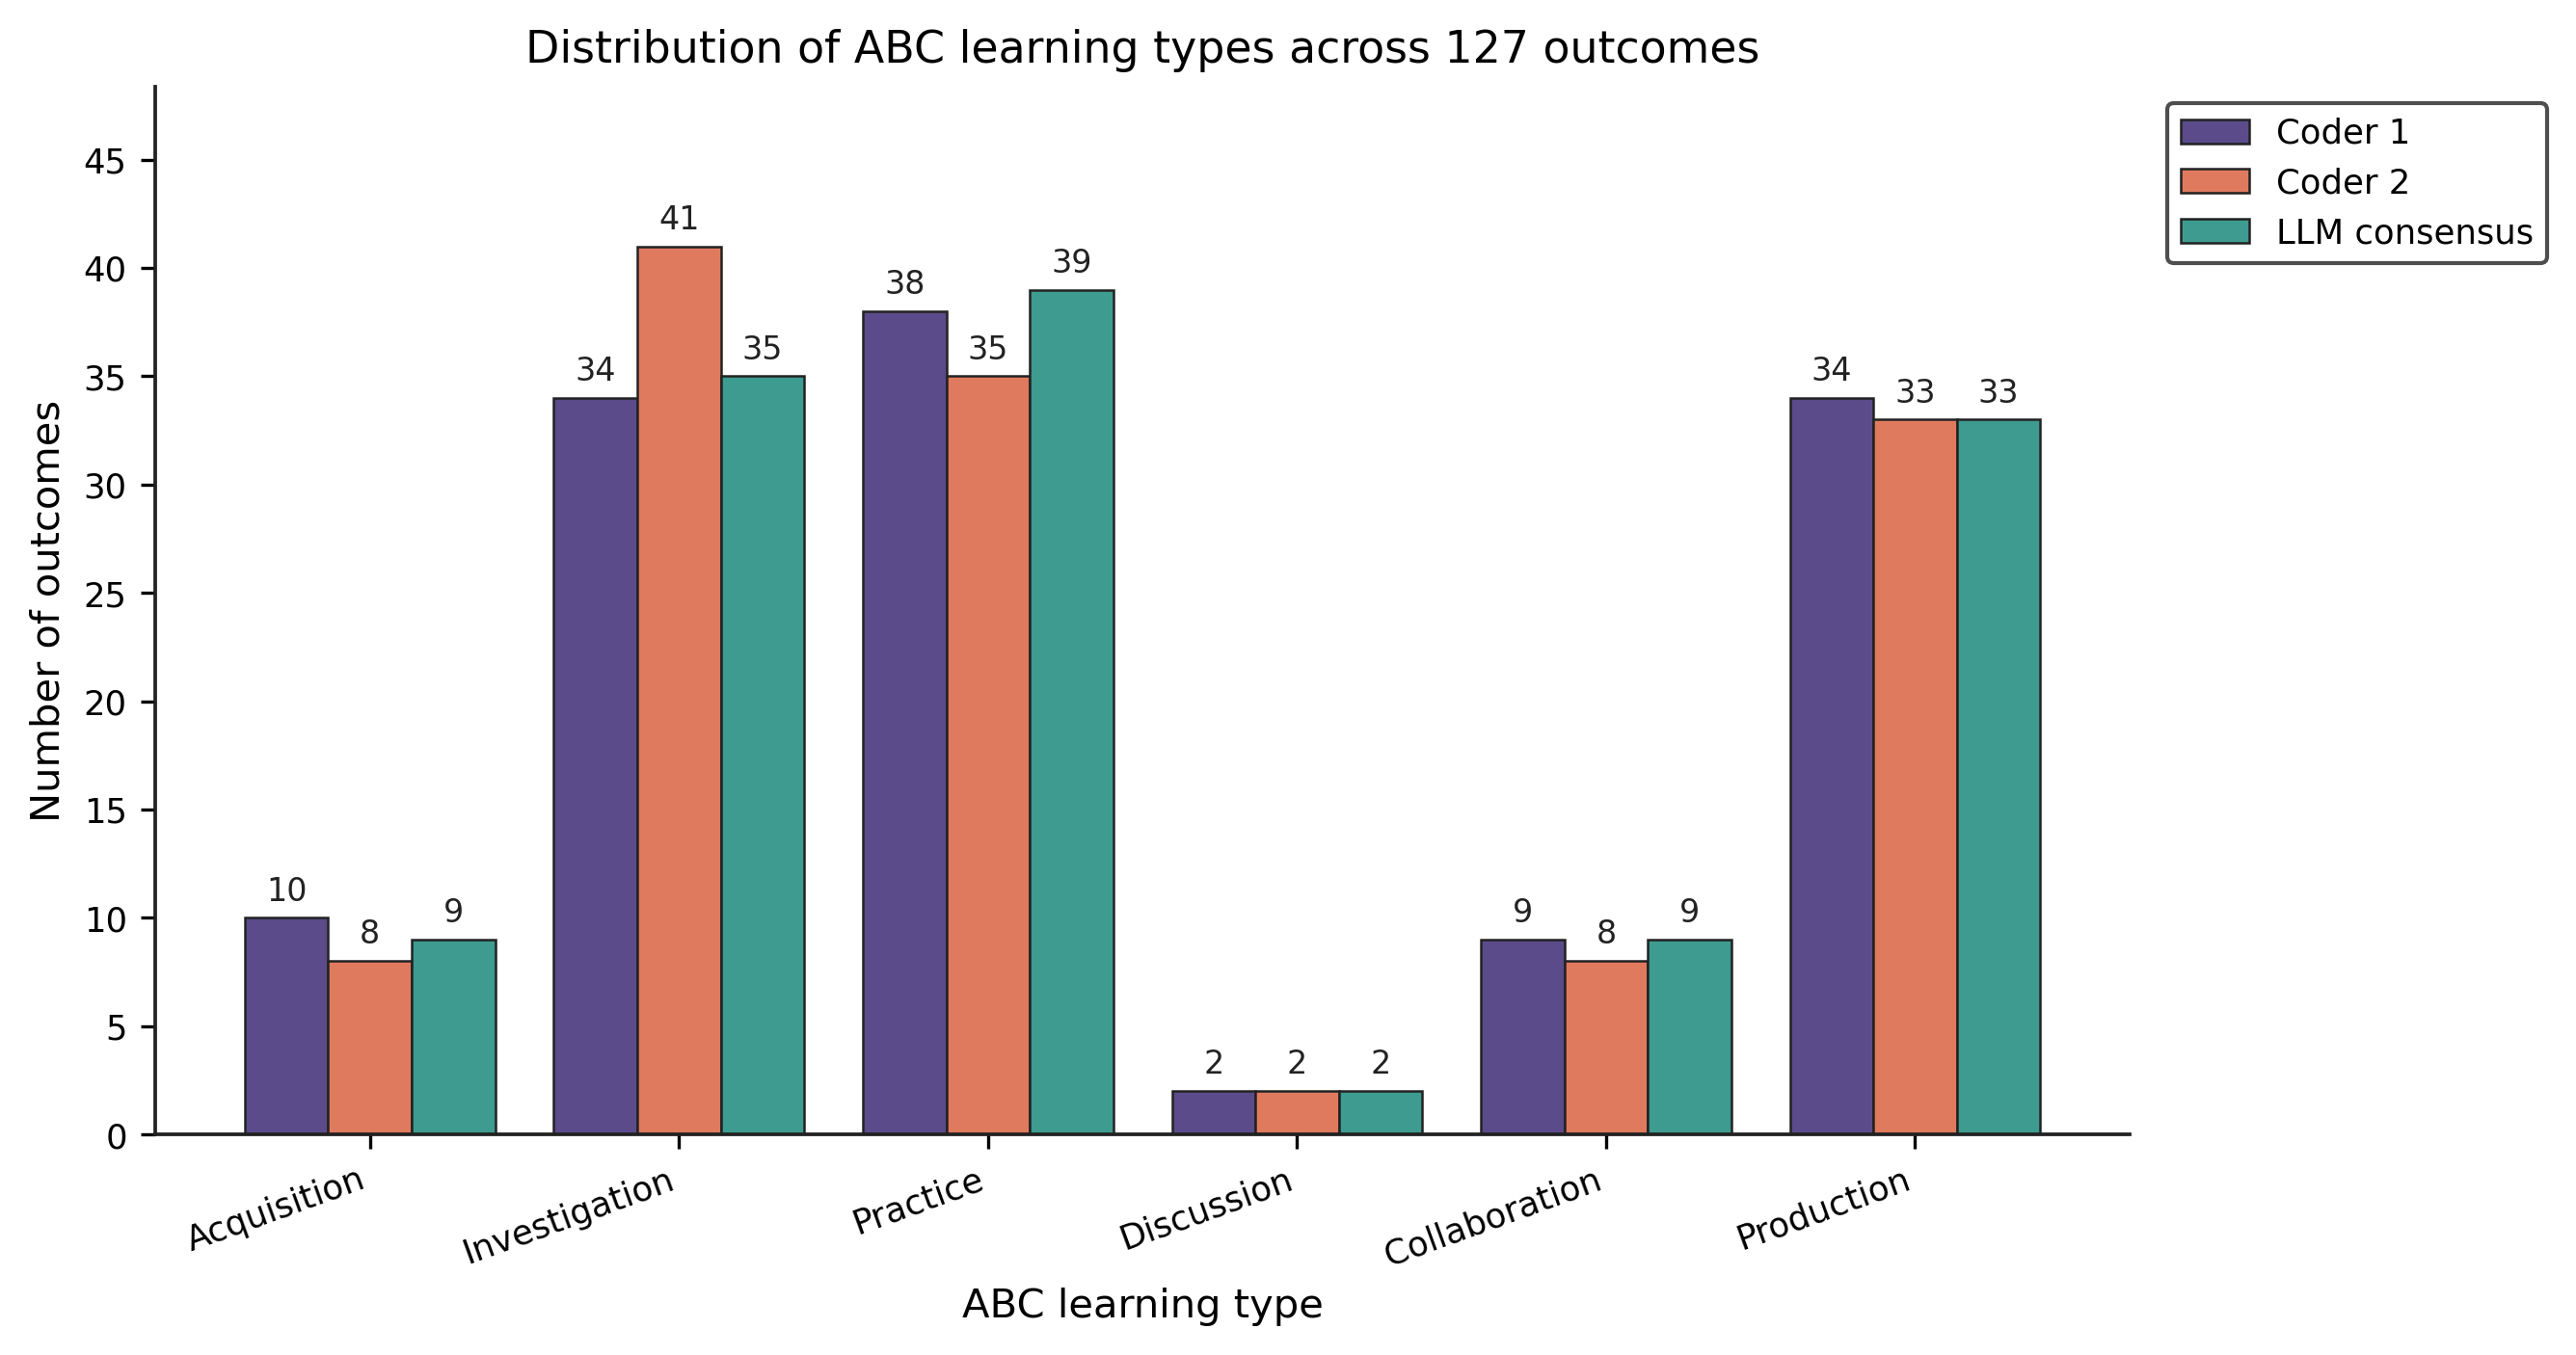 Distribution of ABC learning types across 127 outcomes
Coder 1
Coder 2
LLM consensus
Number of outcomes
45
40
35
30
25
20
15
10
5
0
10
8
9
34
41
35
38
35
39
2
2
2
9
8
9
34
33
33
Acquisition
Investigation
Practice
Discussion
Collaboration
Production
ABC learning type